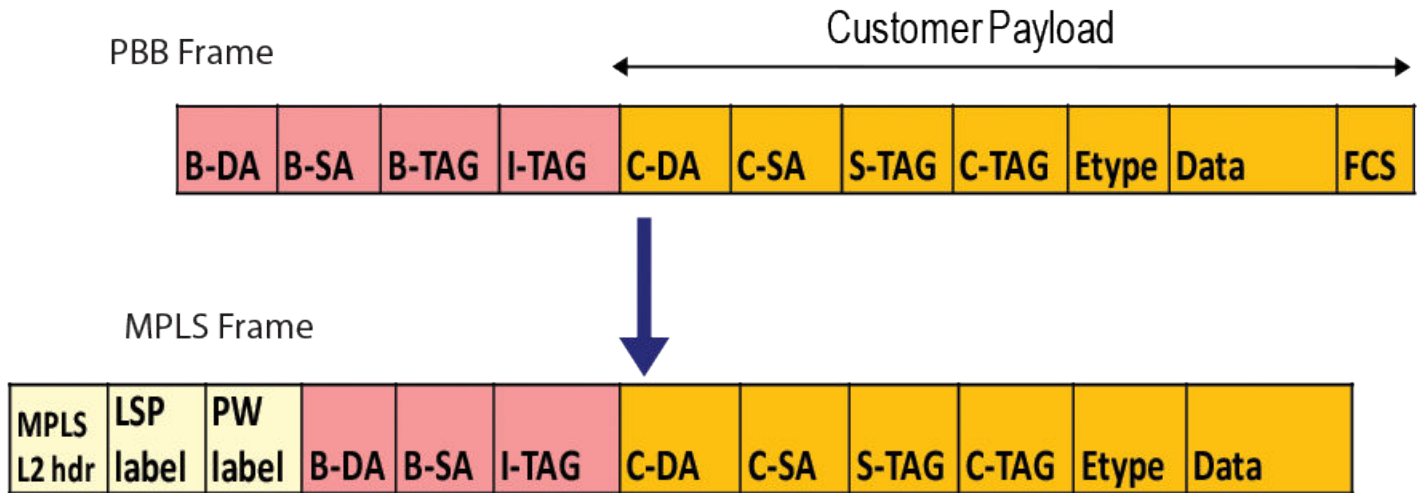 Customer Payload
PBB Frame
B-DA B-SA B-TAG I-TAG C-DA C-SA S-TAG C-TAG Etype Data FCS
MPLS Frame
MPLS L2 hdr LSP label PW label B-DA B-SA I-TAG C-DA C-SA S-TAG C-TAG Etype Data